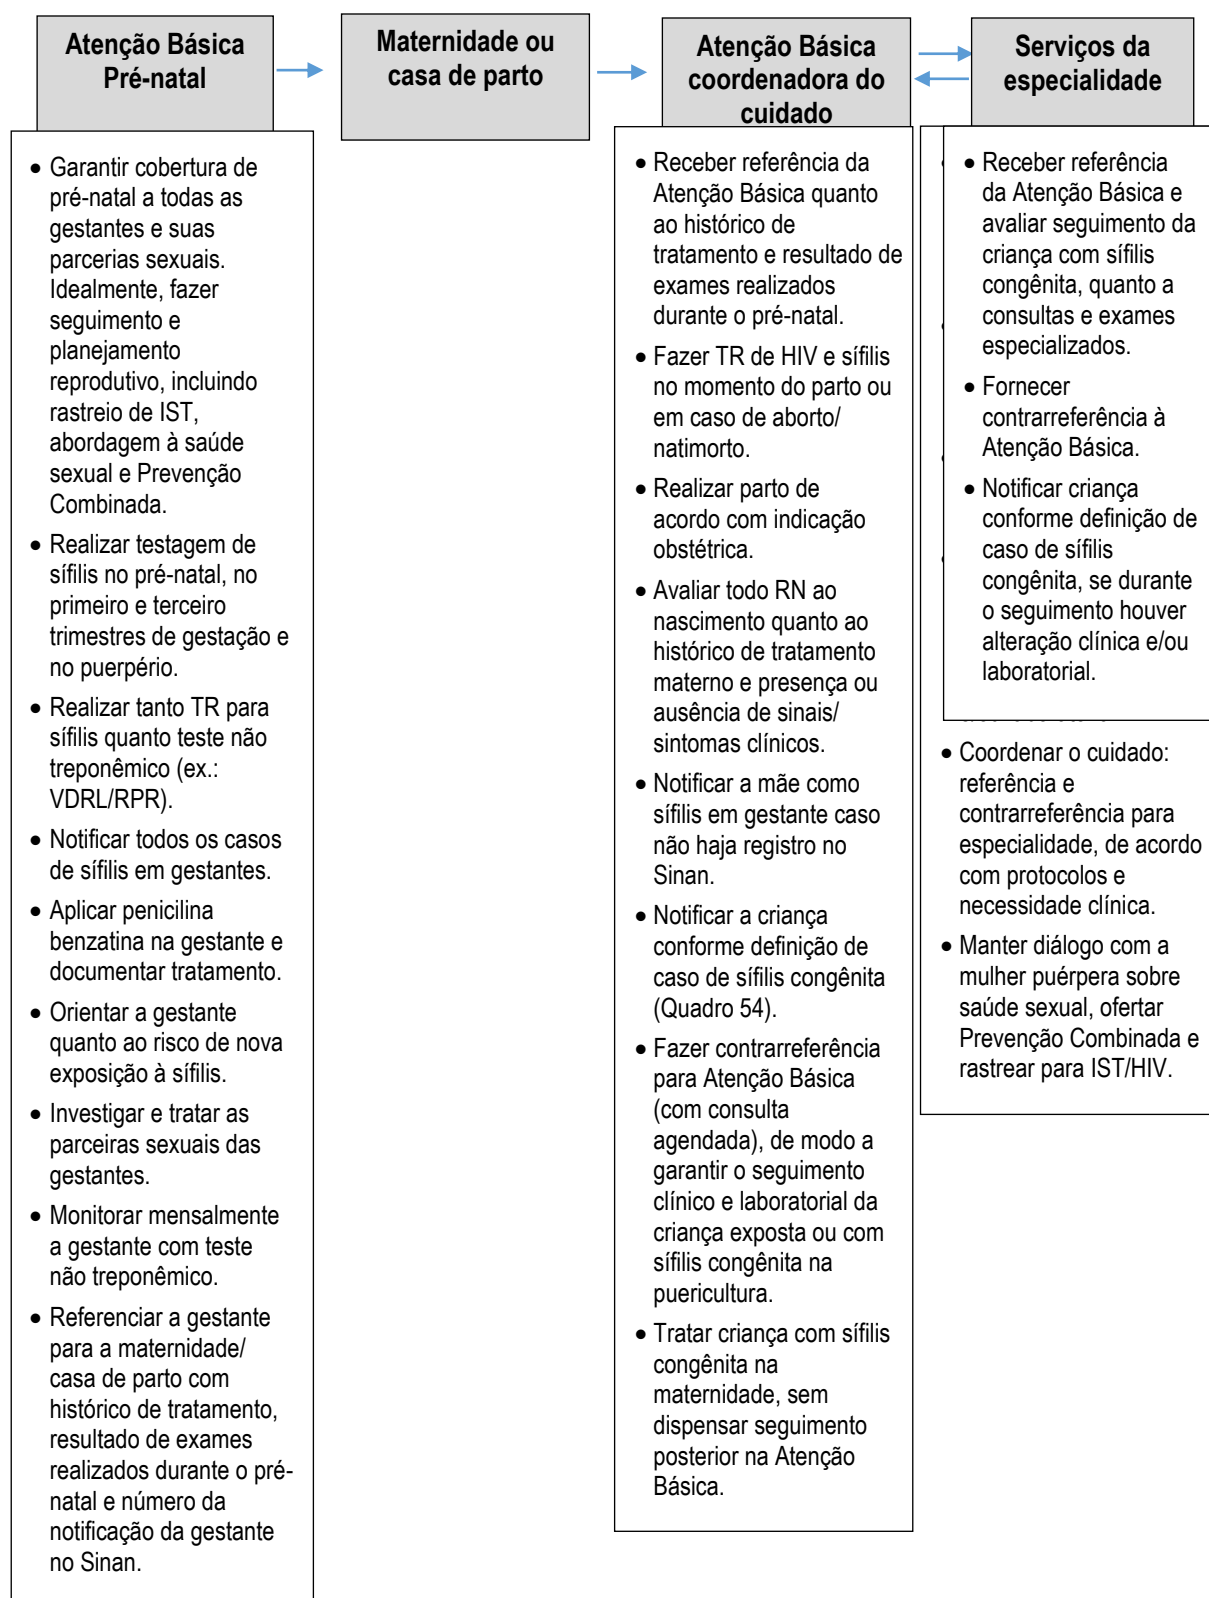 Atenção Básica
Pré-natal
Maternidade ou
casa de parto
Atenção Básica
coordenadora do
cuidado
Serviços da
especialidade
• Garantir cobertura de
pré-natal a todas as
gestantes e suas
parcerias sexuais.
Idealmente, fazer
seguimento e
planejamento
reprodutivo, incluindo
rastreio de IST,
abordagem à saúde
sexual e Prevenção
Combinada.
• Realizar testagem de
sífilis no pré-natal, no
primeiro e terceiro
trimestres de gestação e
no puerpério.
• Realizar tanto TR para
sífilis quanto teste não
treponêmico (ex.:
VDRL/RPR).
• Notificar todos os casos
de sífilis em gestantes.
• Aplicar penicilina
benzatina na gestante e
documentar tratamento.
• Orientar a gestante
quanto ao risco de nova
exposição à sífilis.
• Investigar e tratar as
parceiras sexuais das
gestantes.
• Monitorar mensalmente
a gestante com teste
não treponêmico.
• Referenciar a gestante
para a maternidade/
casa de parto com
histórico de tratamento,
resultado de exames
realizados durante o pré-
natal e número da
notificação da gestante
no Sinan.
• Receber referência da
Atenção Básica quanto
ao histórico de
tratamento e resultado de
exames realizados
durante o pré-natal.
• Fazer TR de HIV e sífilis
no momento do parto ou
em caso de aborto/
natimorto.
• Realizar parto de
acordo com indicação
obstétrica.
• Avaliar todo RN ao
nascimento quanto ao
histórico de tratamento
materno e presença ou
ausência de sinais/
sintomas clínicos.
• Notificar a mãe como
sífilis em gestante caso
não haja registro no
Sinan.
• Notificar a criança
conforme definição de
caso de sífilis congênita
(Quadro 54).
• Fazer contrarreferência
para Atenção Básica
(com consulta
agendada), de modo a
garantir o seguimento
clínico e laboratorial da
criança exposta ou com
sífilis congênita na
puericultura.
• Tratar criança com sífilis
congênita na
maternidade, sem
dispensar seguimento
posterior na Atenção
Básica.
• Receber referência
da Atenção Básica e
avaliar seguimento da
criança com sífilis
congênita, quanto a
consultas e exames
especializados.
• Fornecer
contrarreferência à
Atenção Básica.
• Notificar criança
conforme definição de
caso de sífilis
congênita, se durante
o seguimento houver
alteração clínica e/ou
laboratorial.
• Coordenar o cuidado:
referência e
contrarreferência para
especialidade, de acordo
com protocolos e
necessidade clínica.
• Manter diálogo com a
mulher puérpera sobre
saúde sexual, ofertar
Prevenção Combinada e
rastrear para IST/HIV.